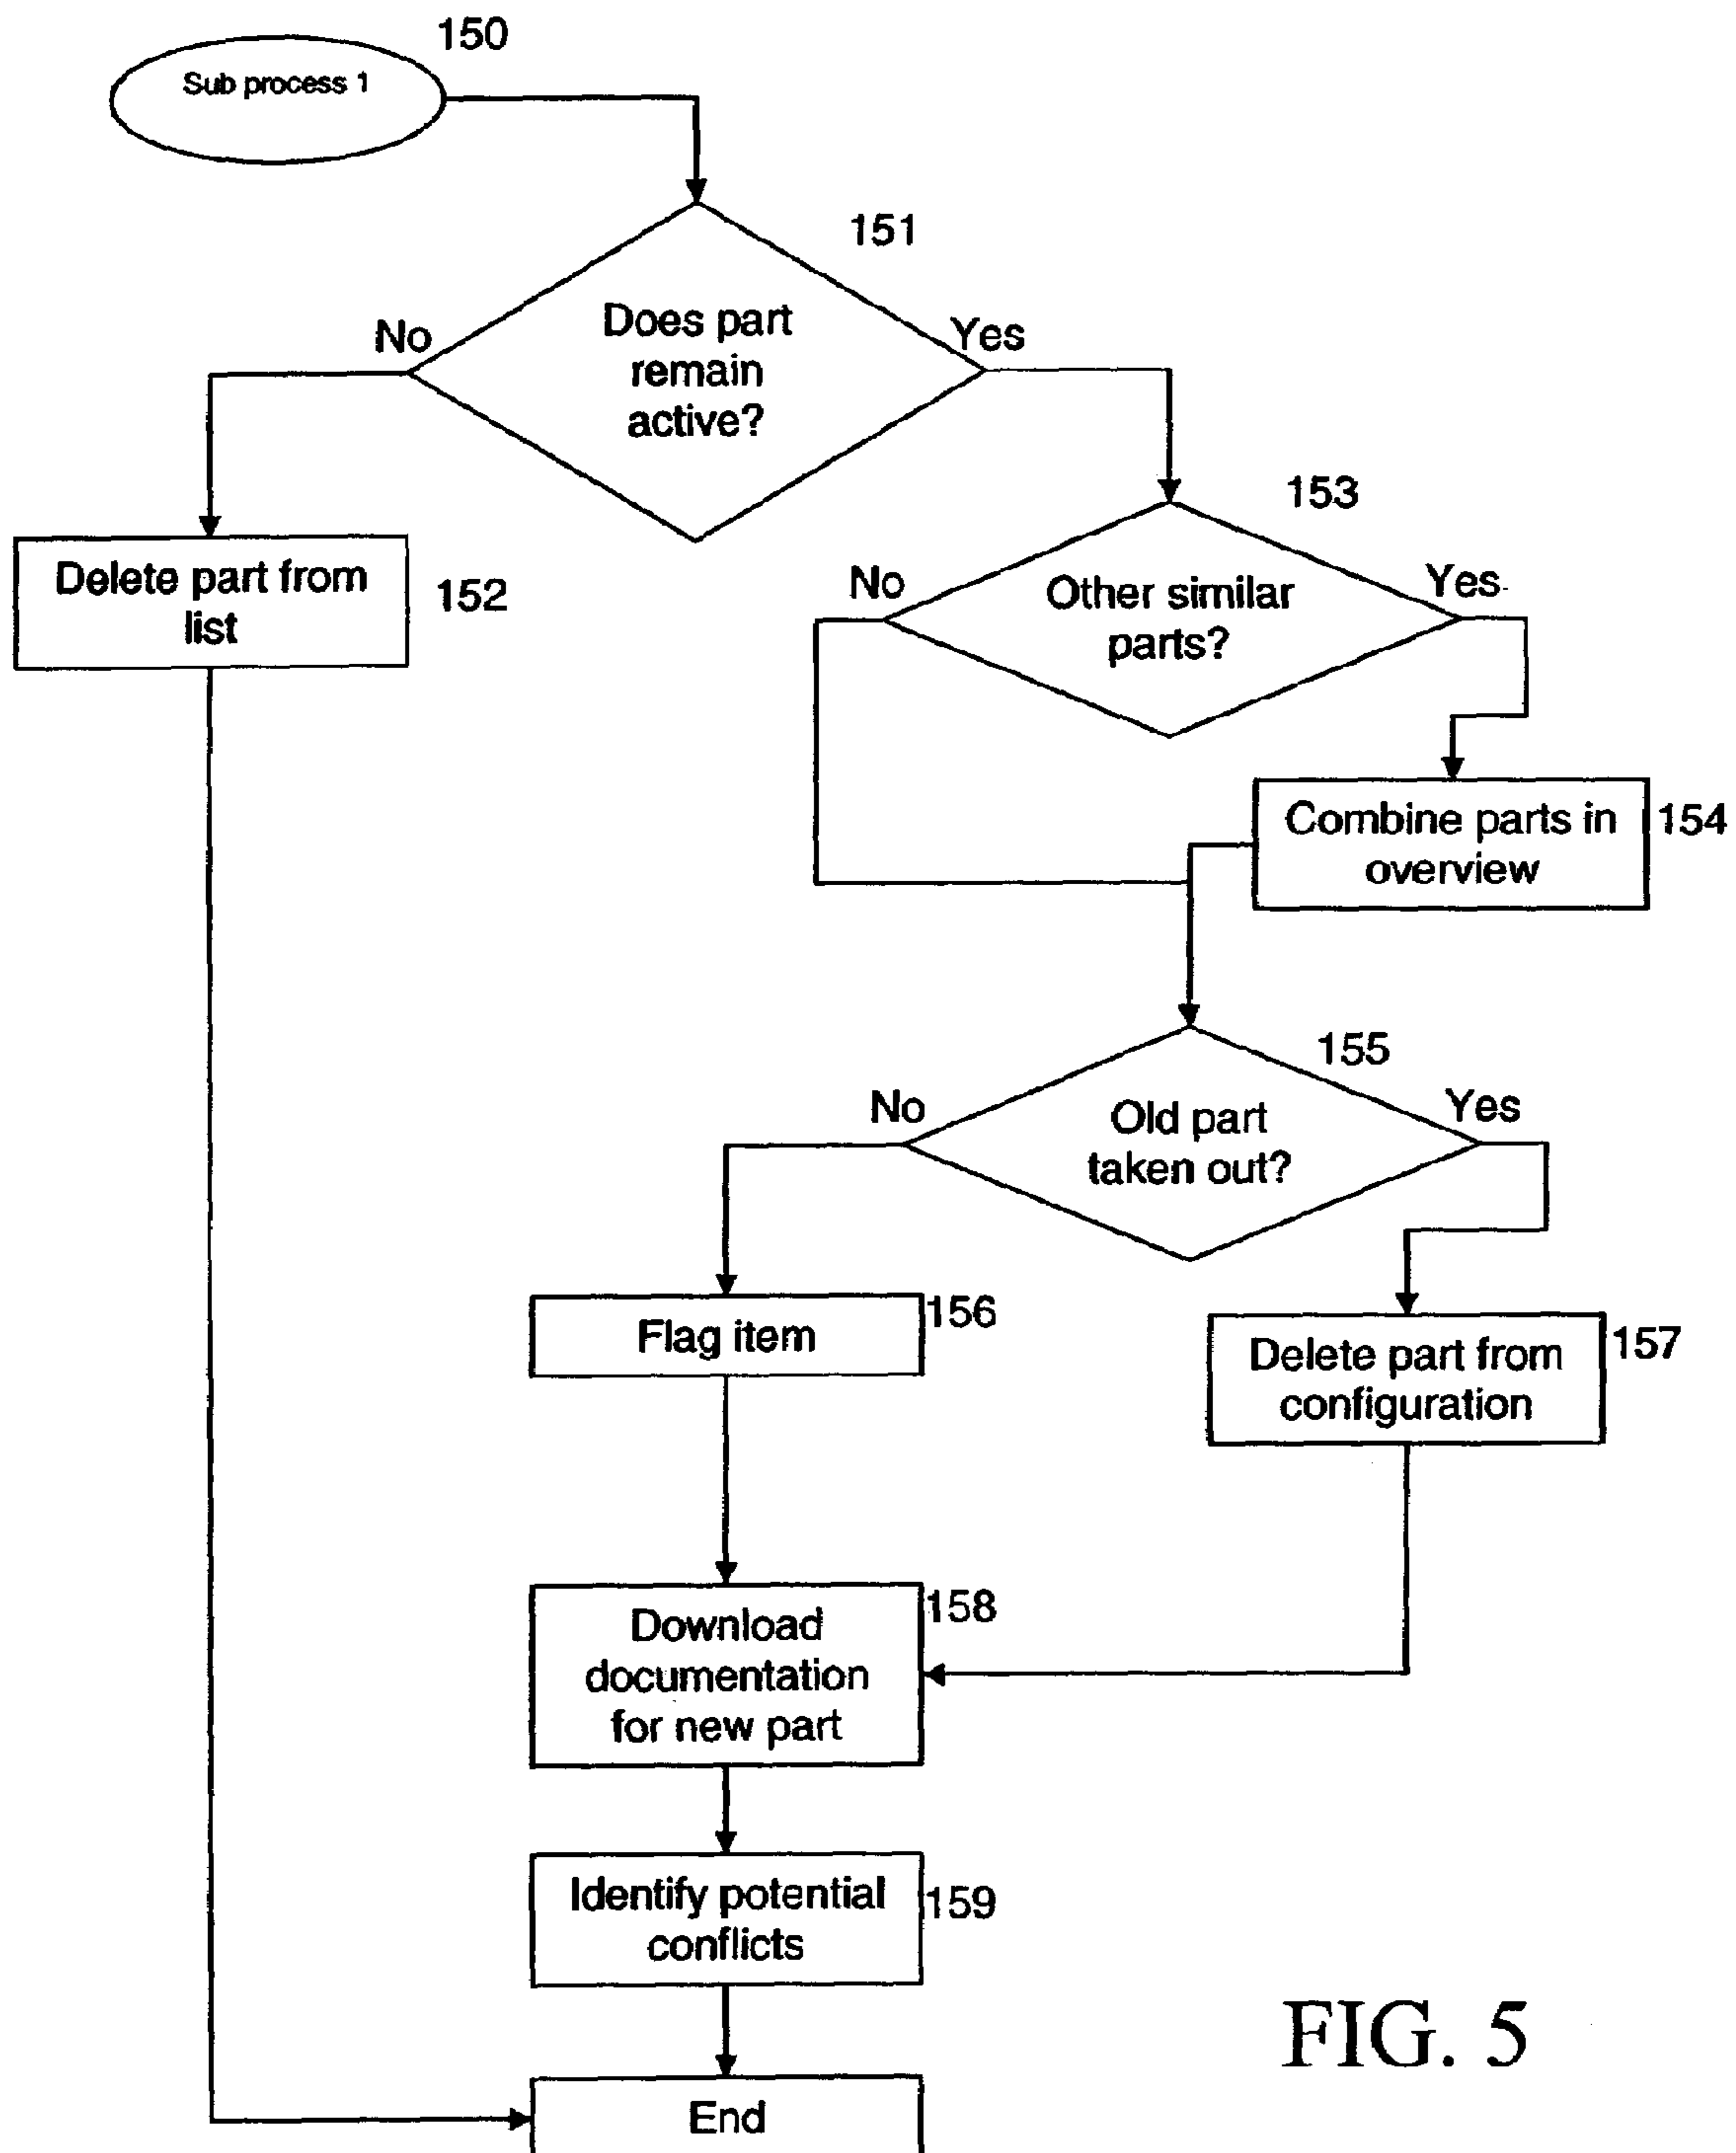 150
Sub process 1
151
Does part
remain
active?
No
Yes
153
Delete part from
list
152
Other similar
parts?
No
Yes
Combine parts in
overview
154
155
Old part
taken out?
No
Yes
Flag item
156
Delete part from
configuration
157
Download
documentation
for new part
158
Identify potential
conflicts
159
End
FIG. 5